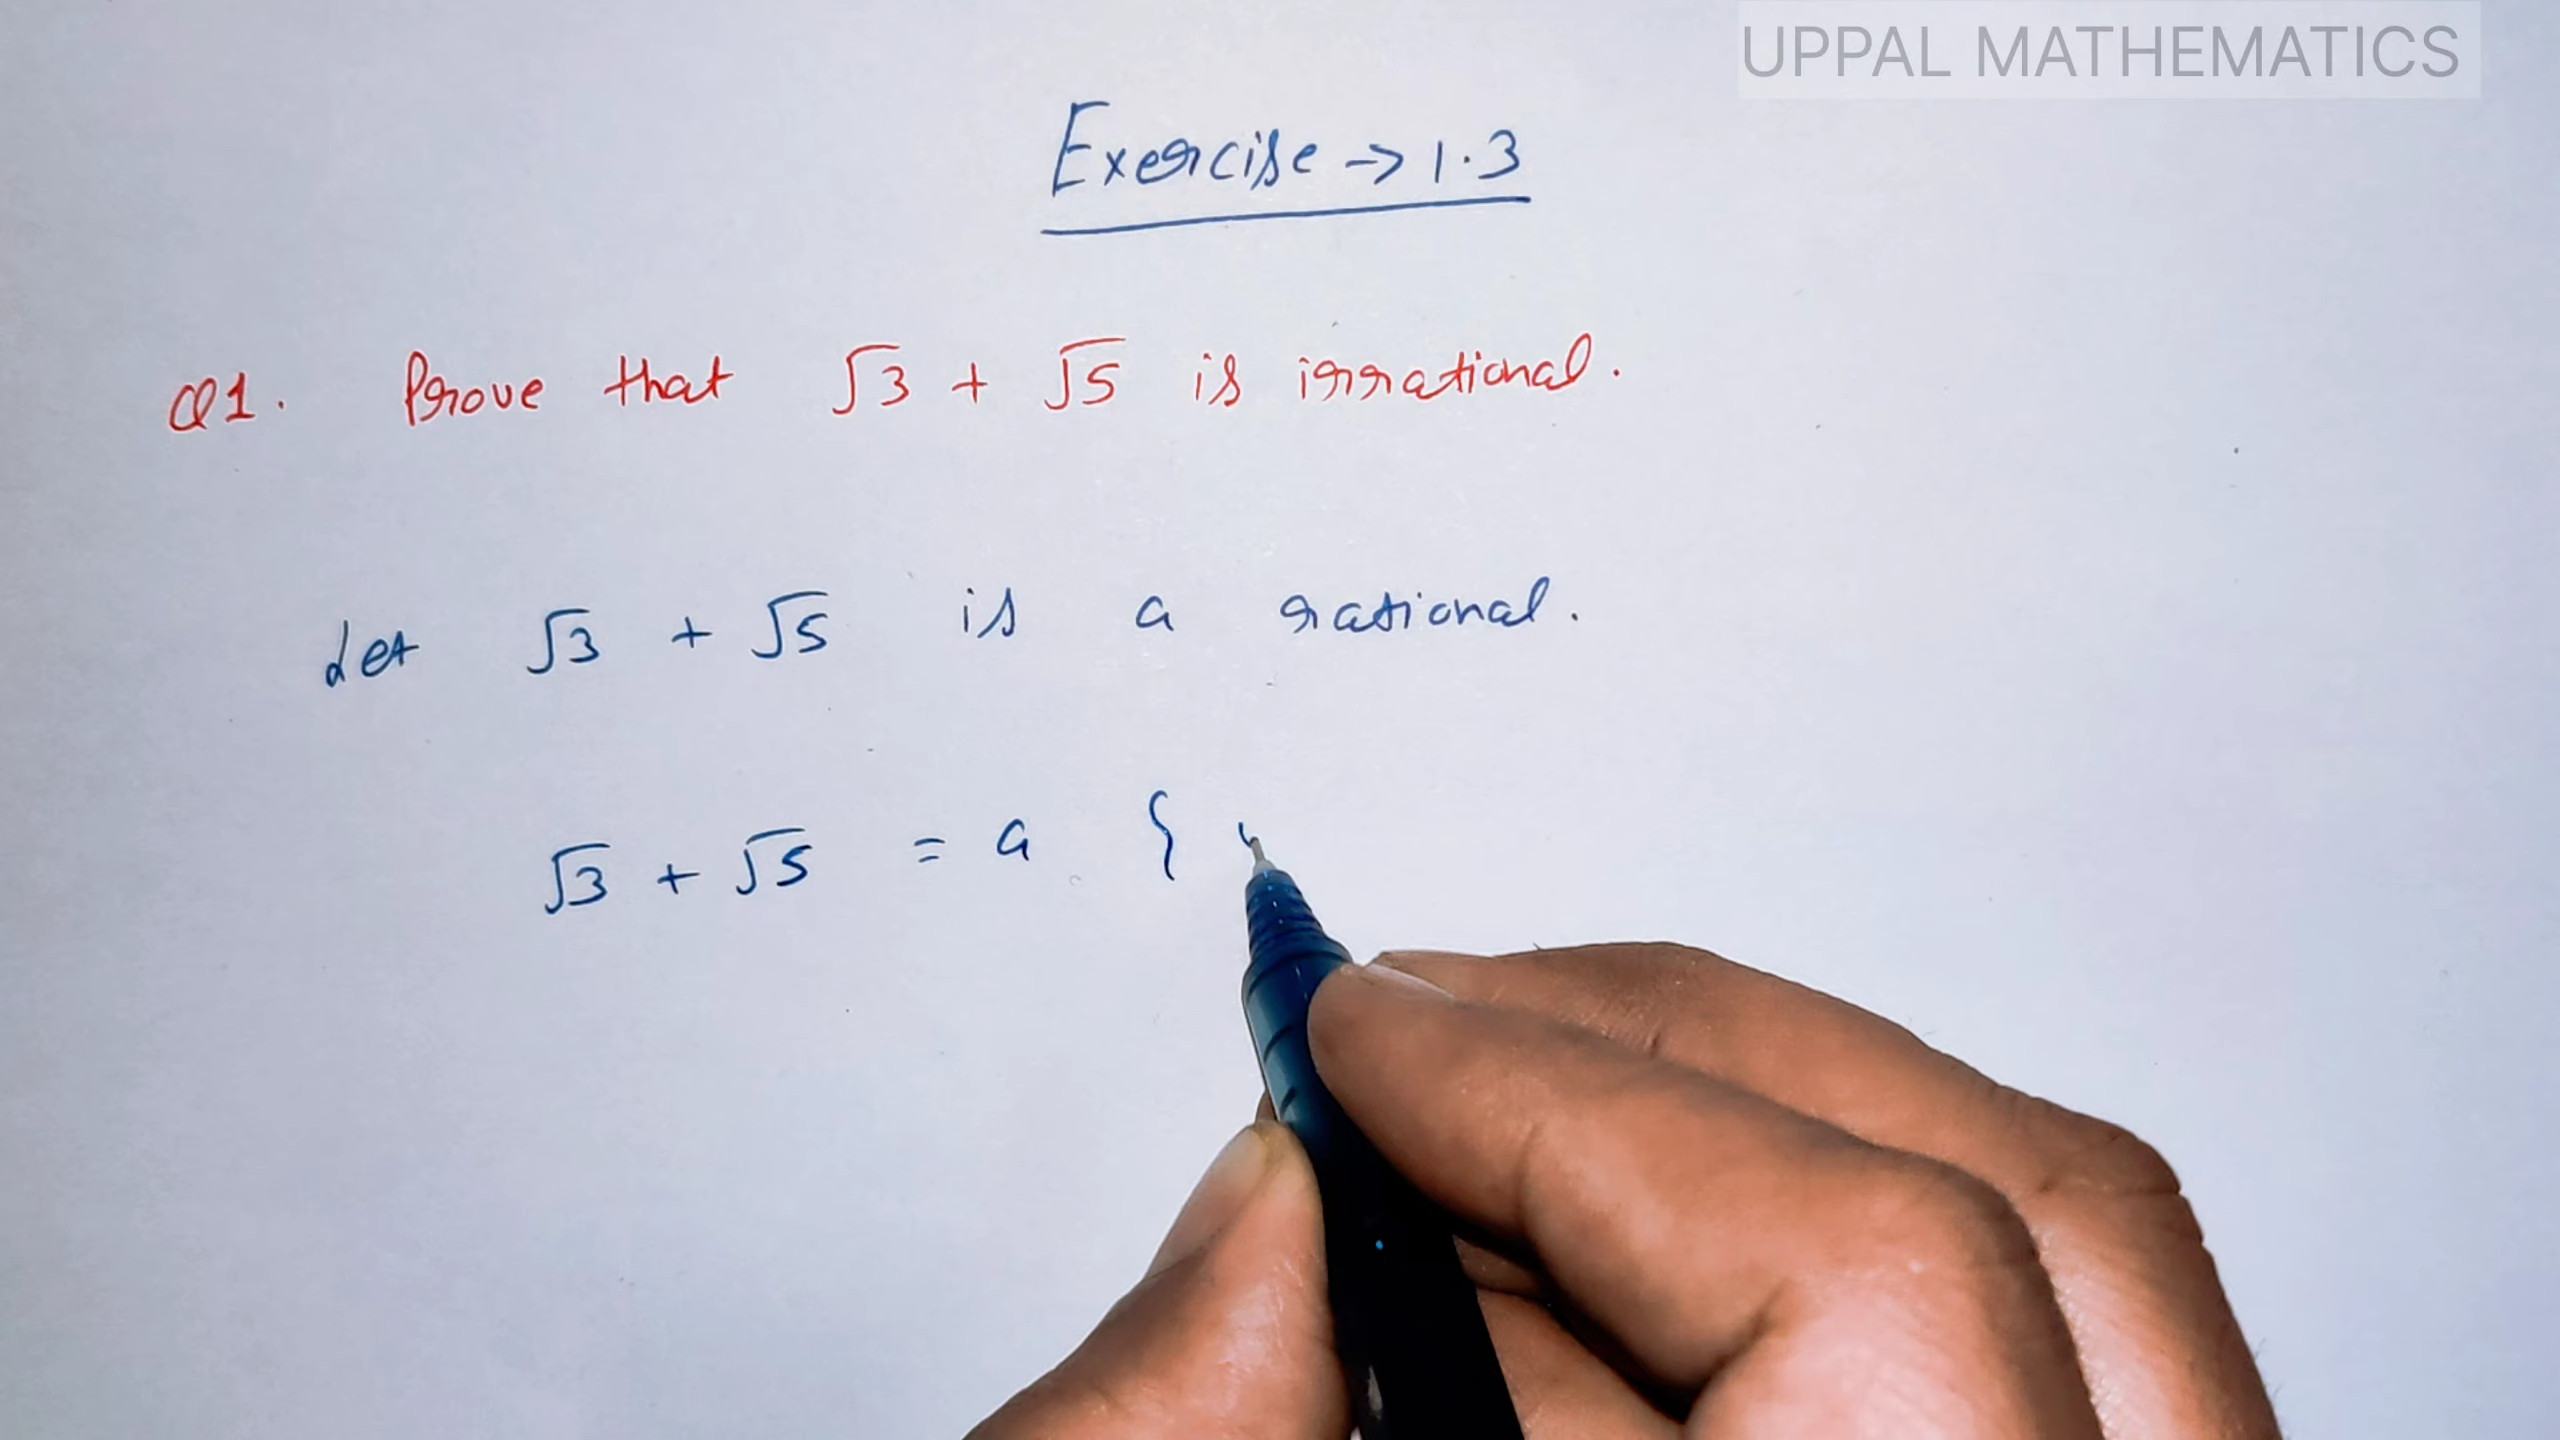 UPPAL MATHEMATICS
Exercise → 1.3
Q1. Prove that √3 + √5 is irrational.
Let √3 + √5 is a rational.
√3 + √5 = a {